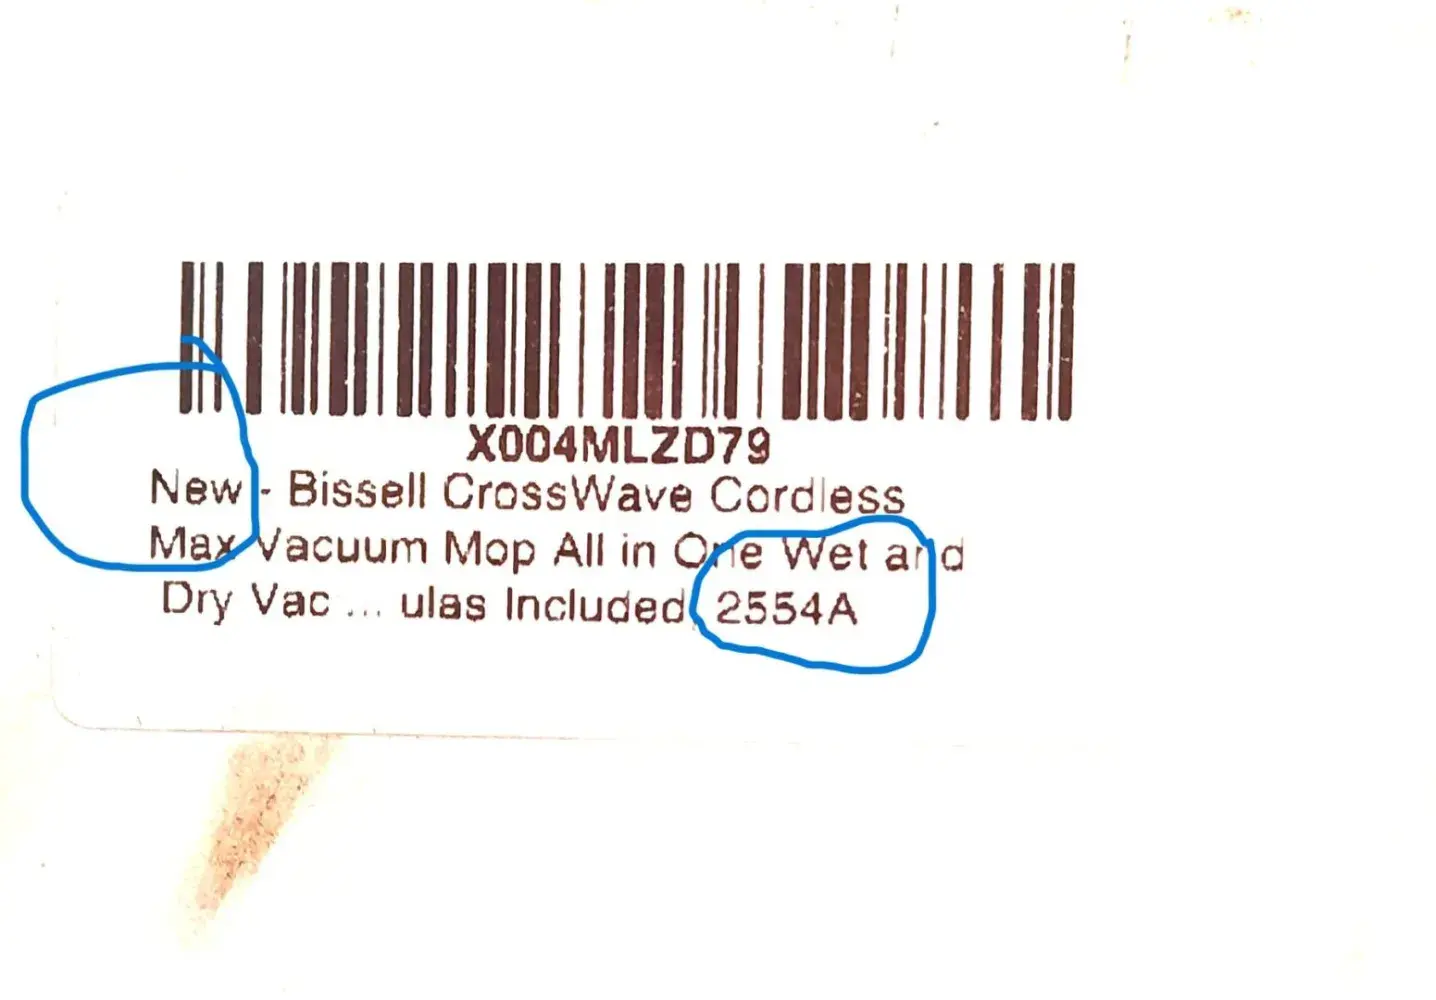 X004MLZD79
New - Bissell CrossWave Cordless
Max Vacuum Mop All in One Wet and
Dry Vac ... ulas Included, 2554A